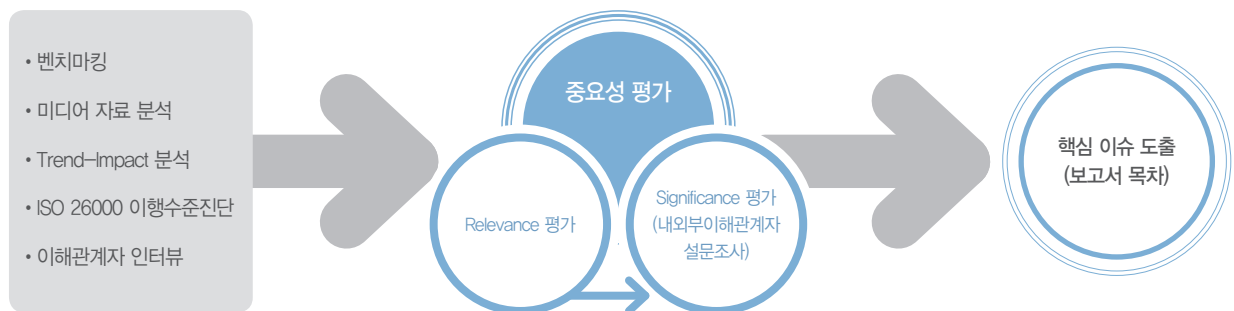 • 벤치마킹
• 미디어 자료 분석
• Trend-Impact 분석
• ISO 26000 이행수준진단
• 이해관계자 인터뷰
중요성 평가
Relevance 평가
Significance 평가
(내외부이해관계자
설문조사)
핵심 이슈 도출
(보고서 목차)